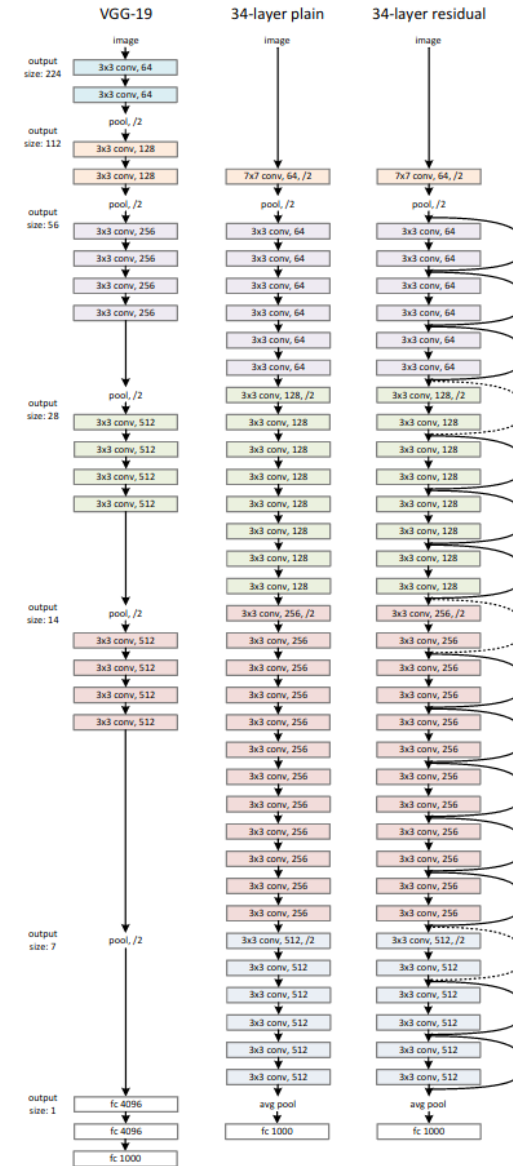 VGG-19
image
output
size: 224
3x3 conv, 64
3x3 conv, 64
pool, /2
output
size: 112
3x3 conv, 128
3x3 conv, 128
pool, /2
output
size: 56
3x3 conv, 256
3x3 conv, 256
3x3 conv, 256
3x3 conv, 256
pool, /2
output
size: 28
3x3 conv, 512
3x3 conv, 512
3x3 conv, 512
3x3 conv, 512
pool, /2
output
size: 14
3x3 conv, 512
3x3 conv, 512
3x3 conv, 512
3x3 conv, 512
pool, /2
output
size: 7
output
size: 1
fc 4096
fc 4096
fc 1000
34-layer plain
image
7x7 conv, 64, /2
pool, /2
3x3 conv, 64
3x3 conv, 64
3x3 conv, 64
3x3 conv, 64
3x3 conv, 64
3x3 conv, 64
3x3 conv, 128, /2
3x3 conv, 128
3x3 conv, 128
3x3 conv, 128
3x3 conv, 128
3x3 conv, 128
3x3 conv, 128
3x3 conv, 128
3x3 conv, 256, /2
3x3 conv, 256
3x3 conv, 256
3x3 conv, 256
3x3 conv, 256
3x3 conv, 256
3x3 conv, 256
3x3 conv, 256
3x3 conv, 256
3x3 conv, 256
3x3 conv, 256
3x3 conv, 256
3x3 conv, 512, /2
3x3 conv, 512
3x3 conv, 512
3x3 conv, 512
3x3 conv, 512
3x3 conv, 512
avg pool
fc 1000
34-layer residual
image
7x7 conv, 64, /2
pool, /2
3x3 conv, 64
3x3 conv, 64
3x3 conv, 64
3x3 conv, 64
3x3 conv, 64
3x3 conv, 64
3x3 conv, 128, /2
3x3 conv, 128
3x3 conv, 128
3x3 conv, 128
3x3 conv, 128
3x3 conv, 128
3x3 conv, 128
3x3 conv, 128
3x3 conv, 256, /2
3x3 conv, 256
3x3 conv, 256
3x3 conv, 256
3x3 conv, 256
3x3 conv, 256
3x3 conv, 256
3x3 conv, 256
3x3 conv, 256
3x3 conv, 256
3x3 conv, 256
3x3 conv, 256
3x3 conv, 512, /2
3x3 conv, 512
3x3 conv, 512
3x3 conv, 512
3x3 conv, 512
3x3 conv, 512
avg pool
fc 1000